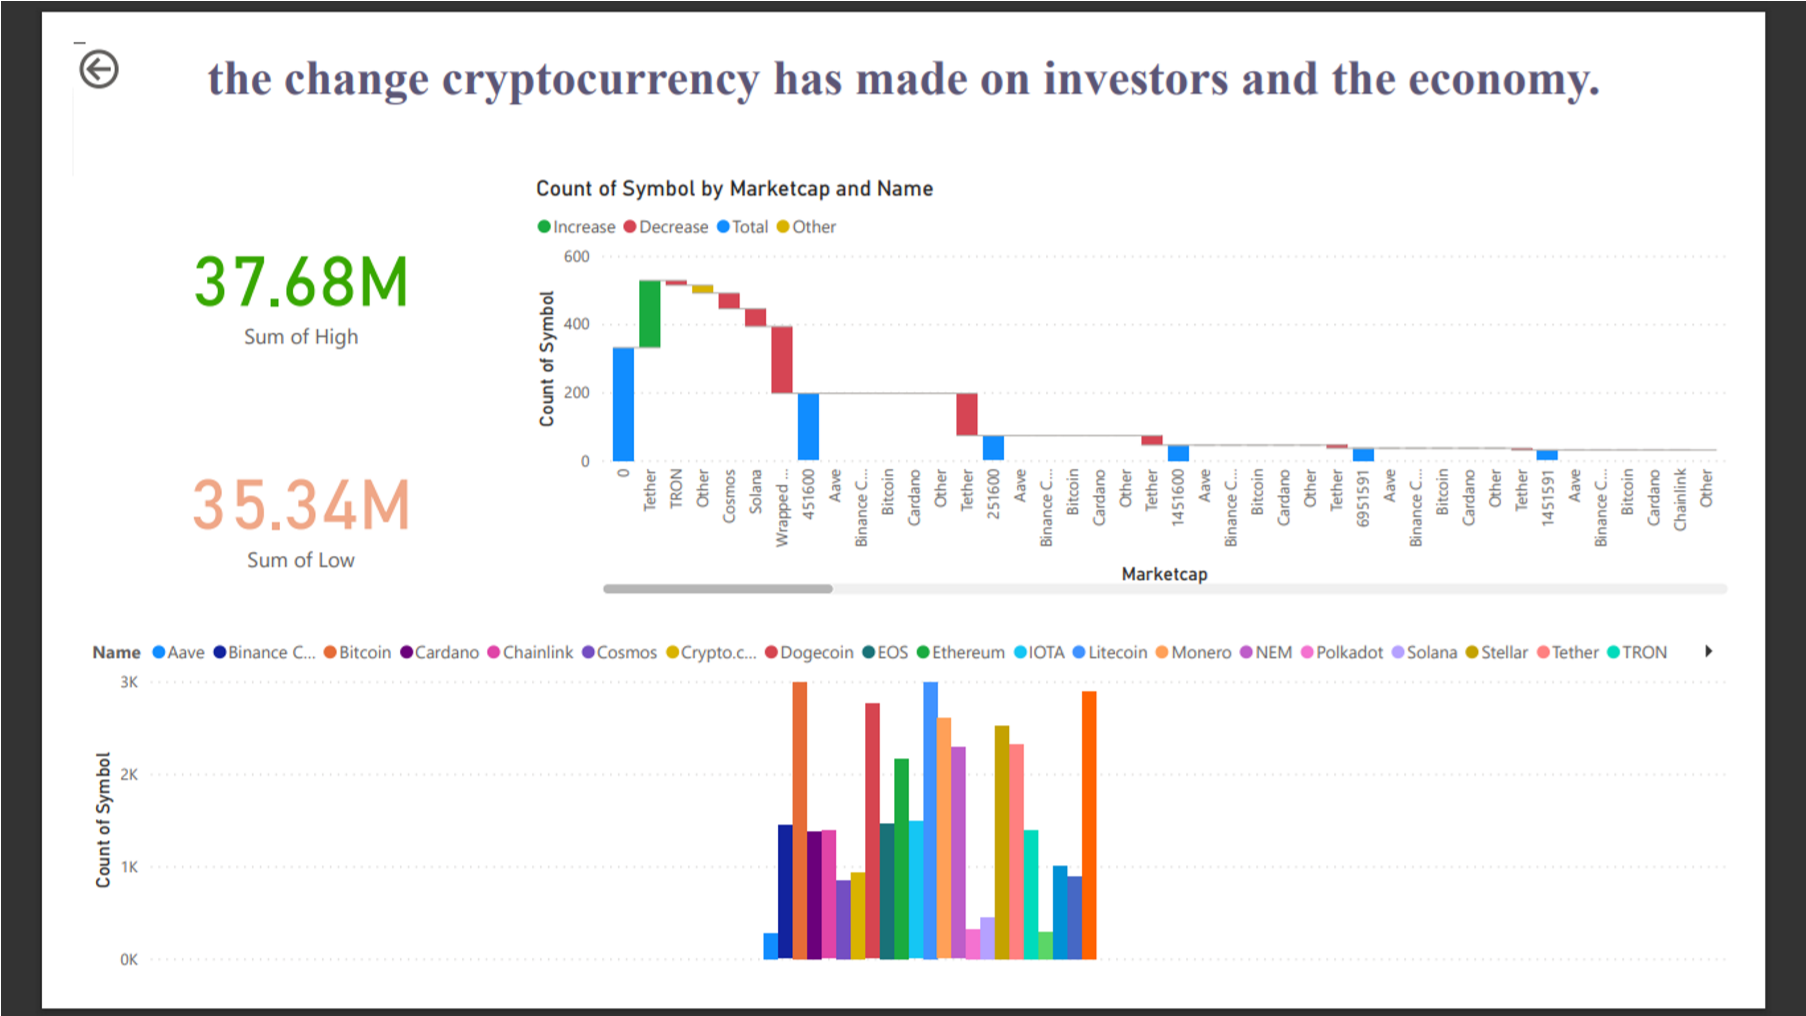 the change cryptocurrency has made on investors and the economy.
37.68M
Sum of High
35.34M
Sum of Low
Count of Symbol by Marketcap and Name
Increase Decrease Total Other
Count of Symbol
600
400
200
0
0 Tether TRON Other Cosmos Solana Wrapped ... 451600 Aave Binance C... Bitcoin Cardano Other Tether 251600 Aave Binance C... Bitcoin Cardano Other Tether 1451600 Aave Binance C... Bitcoin Cardano Other Tether 6951591 Aave Binance C... Bitcoin Cardano Other Tether 1451591 Aave Binance C... Bitcoin Cardano Chainlink Other
Marketcap
Name Aave Binance C... Bitcoin Cardano Chainlink Cosmos Crypto.c... Dogecoin EOS Ethereum IOTA Litecoin Monero NEM Polkadot Solana Stellar Tether TRON
Count of Symbol
3K
2K
1K
0K